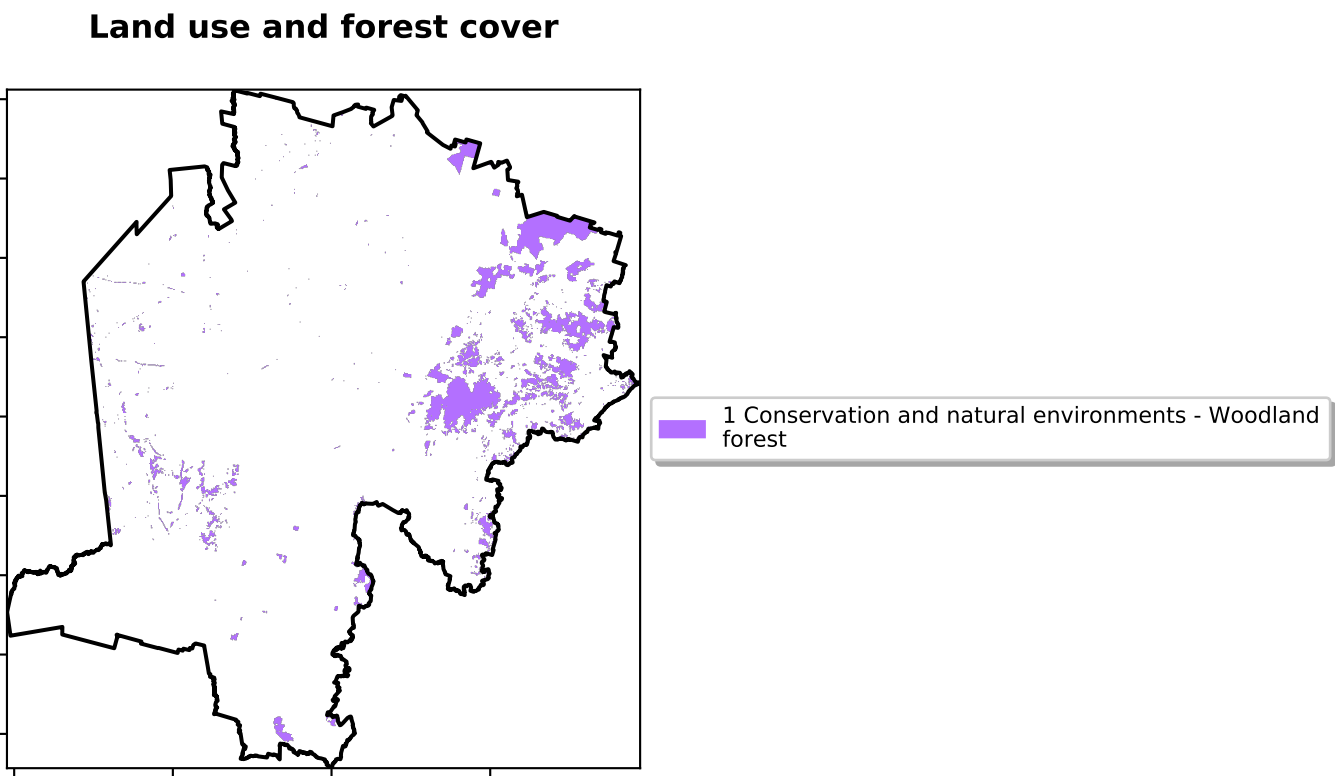 Land use and forest cover
1 Conservation and natural environments - Woodland
forest